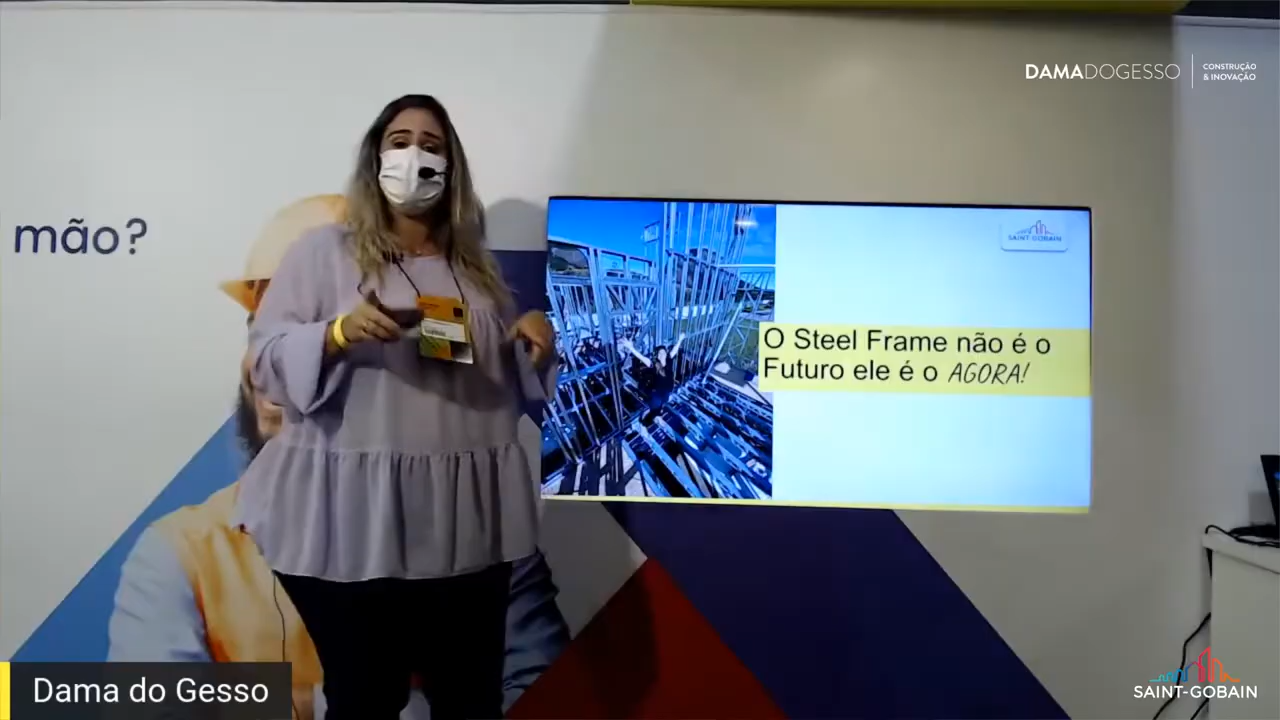 DAMADOGESSO
CONSTRUÇÃO
& INOVAÇÃO
mão?
SAINT-GOBAIN
O Steel Frame não é o
Futuro ele é o AGORA!
Dama do Gesso
SAINT-GOBAIN